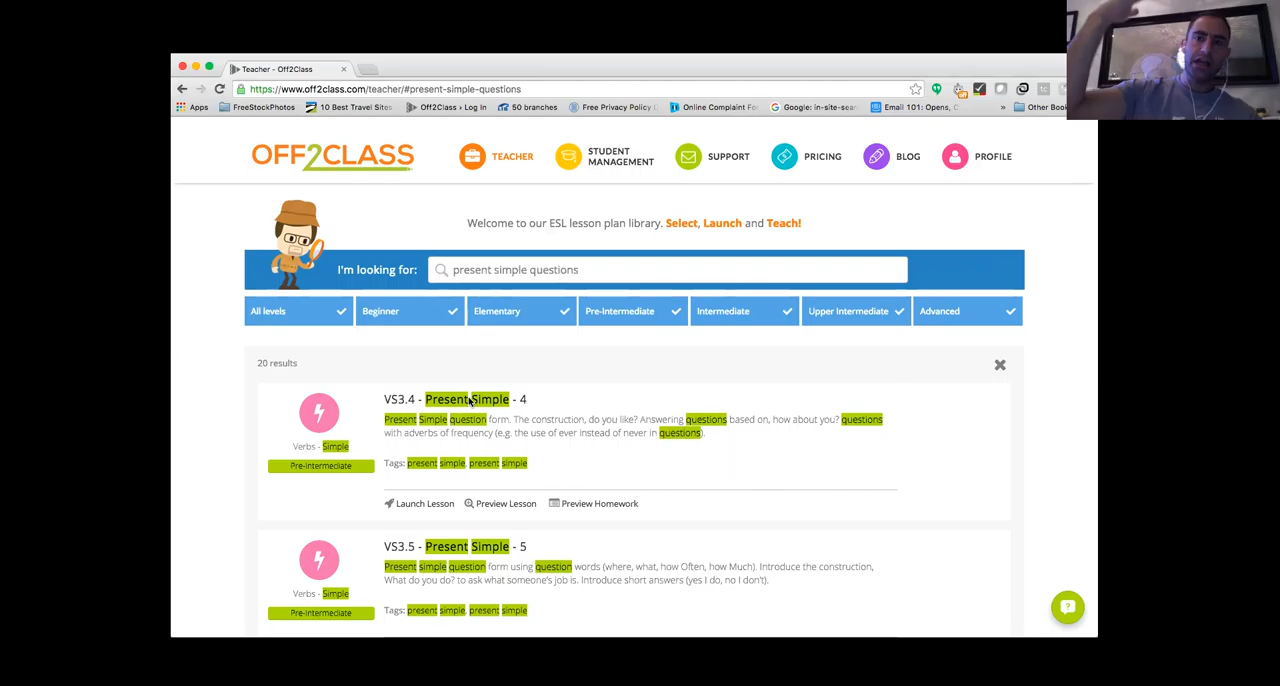 Teacher - Off2Class
https://www.off2class.com/teacher/#present-simple-questions
Apps FreeStockPhotos 10 Best Travel Sites Off2Class › Log In 50 branches Free Privacy Policy Online Complaint Fo Google: in-site-sear Email 101: Opens, C » Other Boo
OFF2CLASS TEACHER STUDENT MANAGEMENT SUPPORT PRICING BLOG PROFILE
Welcome to our ESL lesson plan library. Select, Launch and Teach!
I'm looking for: present simple questions
All levels Beginner Elementary Pre-Intermediate Intermediate Upper Intermediate Advanced
20 results
VS3.4 - Present Simple - 4
Present Simple question form. The construction, do you like? Answering questions based on, how about you? questions
with adverbs of frequency (e.g. the use of ever instead of never in questions).
Verbs - Simple
Pre-intermediate
Tags: present simple, present simple
Launch Lesson Preview Lesson Preview Homework
VS3.5 - Present Simple - 5
Present simple question form using question words (where, what, how Often, how Much). Introduce the construction,
What do you do? to ask what someone's job is. Introduce short answers (yes I do, no I don't).
Verbs - Simple
Pre-intermediate
Tags: present simple, present simple